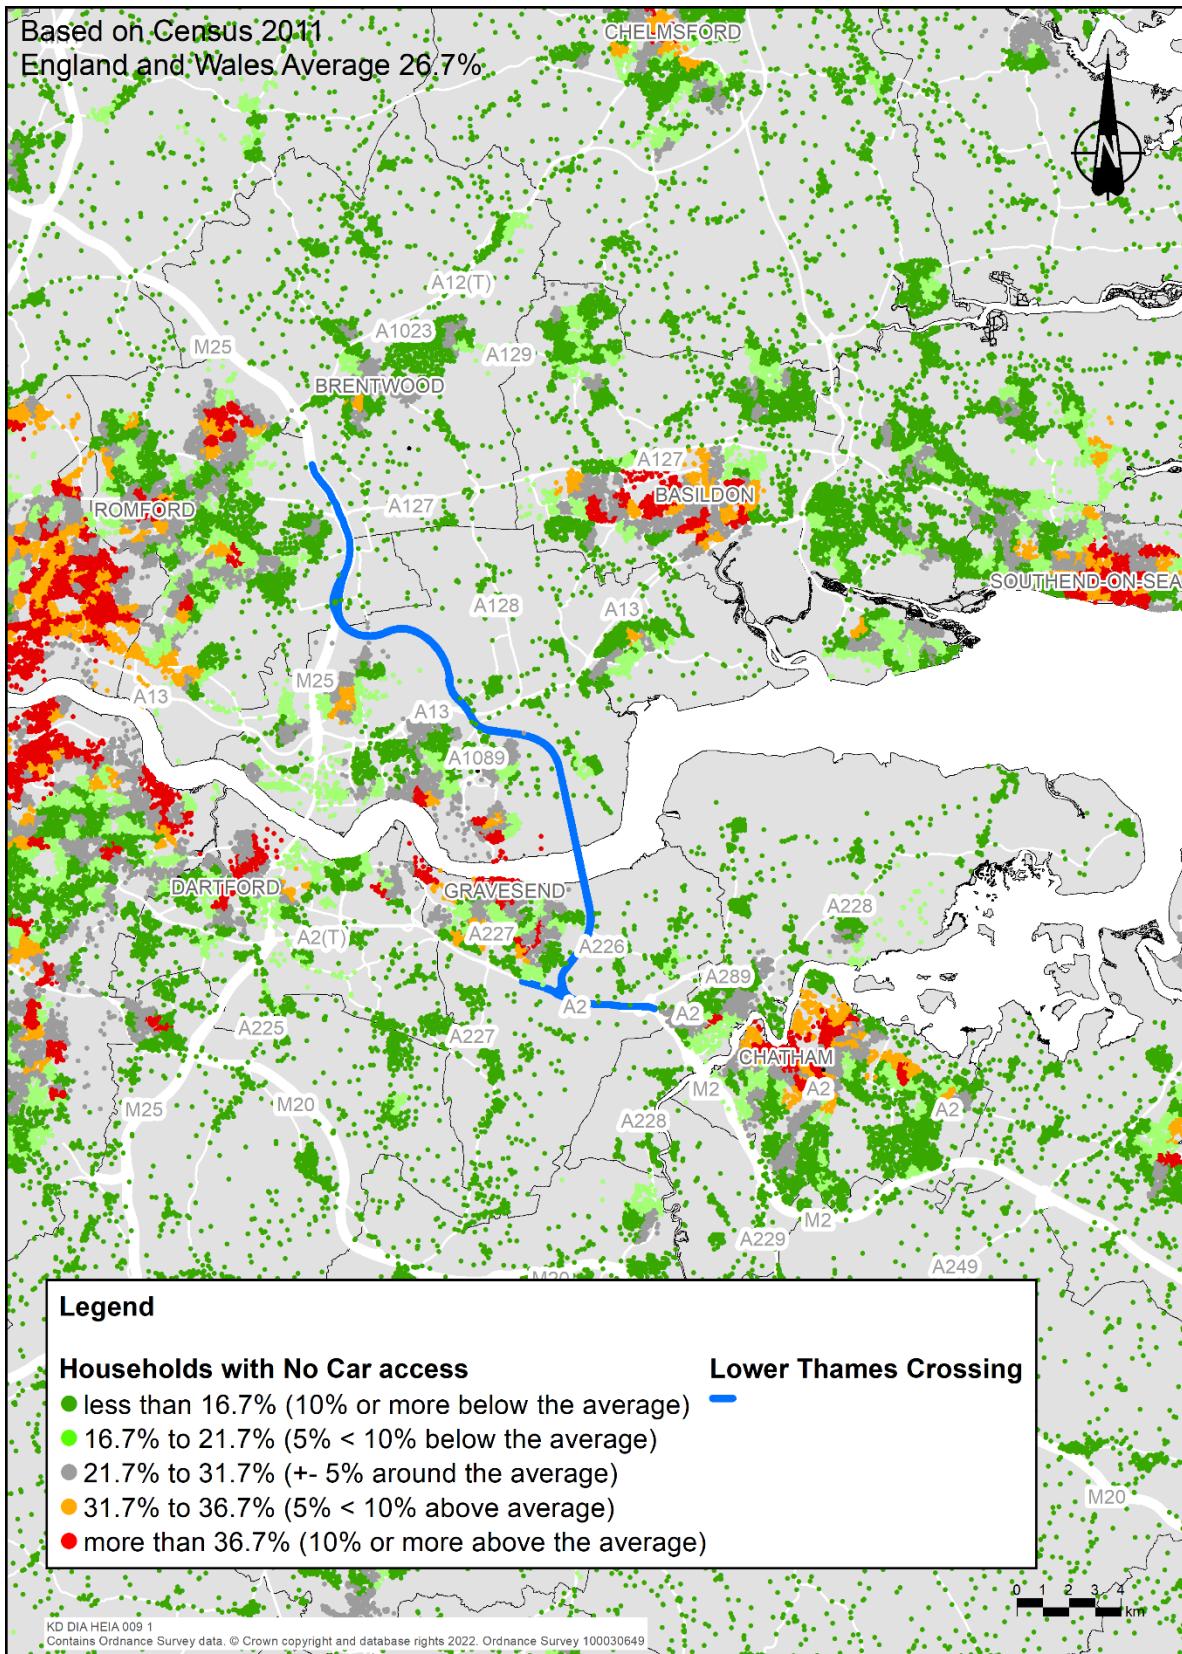 Based on Census 2011
England and Wales Average 26.7%
CHELMSFORD
N
A12(T)
A1023
M25
A129
BRENTWOOD
A127
BASILDON
ROMFORD
A127
SOUTHEND-ON-SEA
A128
A13
M25
A13
A13
A1089
DARTFORD
GRAVESEND
A228
A227
A2(T)
A226
A289
A2
A2
A225
A227
CHATHAM
M2
A2
A2
M25
M20
A228
M2
A229
A249
M20
Legend
Households with No Car access
Lower Thames Crossing
less than 16.7% (10% or more below the average)
16.7% to 21.7% (5% < 10% below the average)
21.7% to 31.7% (+- 5% around the average)
31.7% to 36.7% (5% < 10% above average)
more than 36.7% (10% or more above the average)
M20
0 1 2 3 4
km
KD DIA HEIA 009 1
Contains Ordnance Survey data. © Crown copyright and database rights 2022. Ordnance Survey 100030649